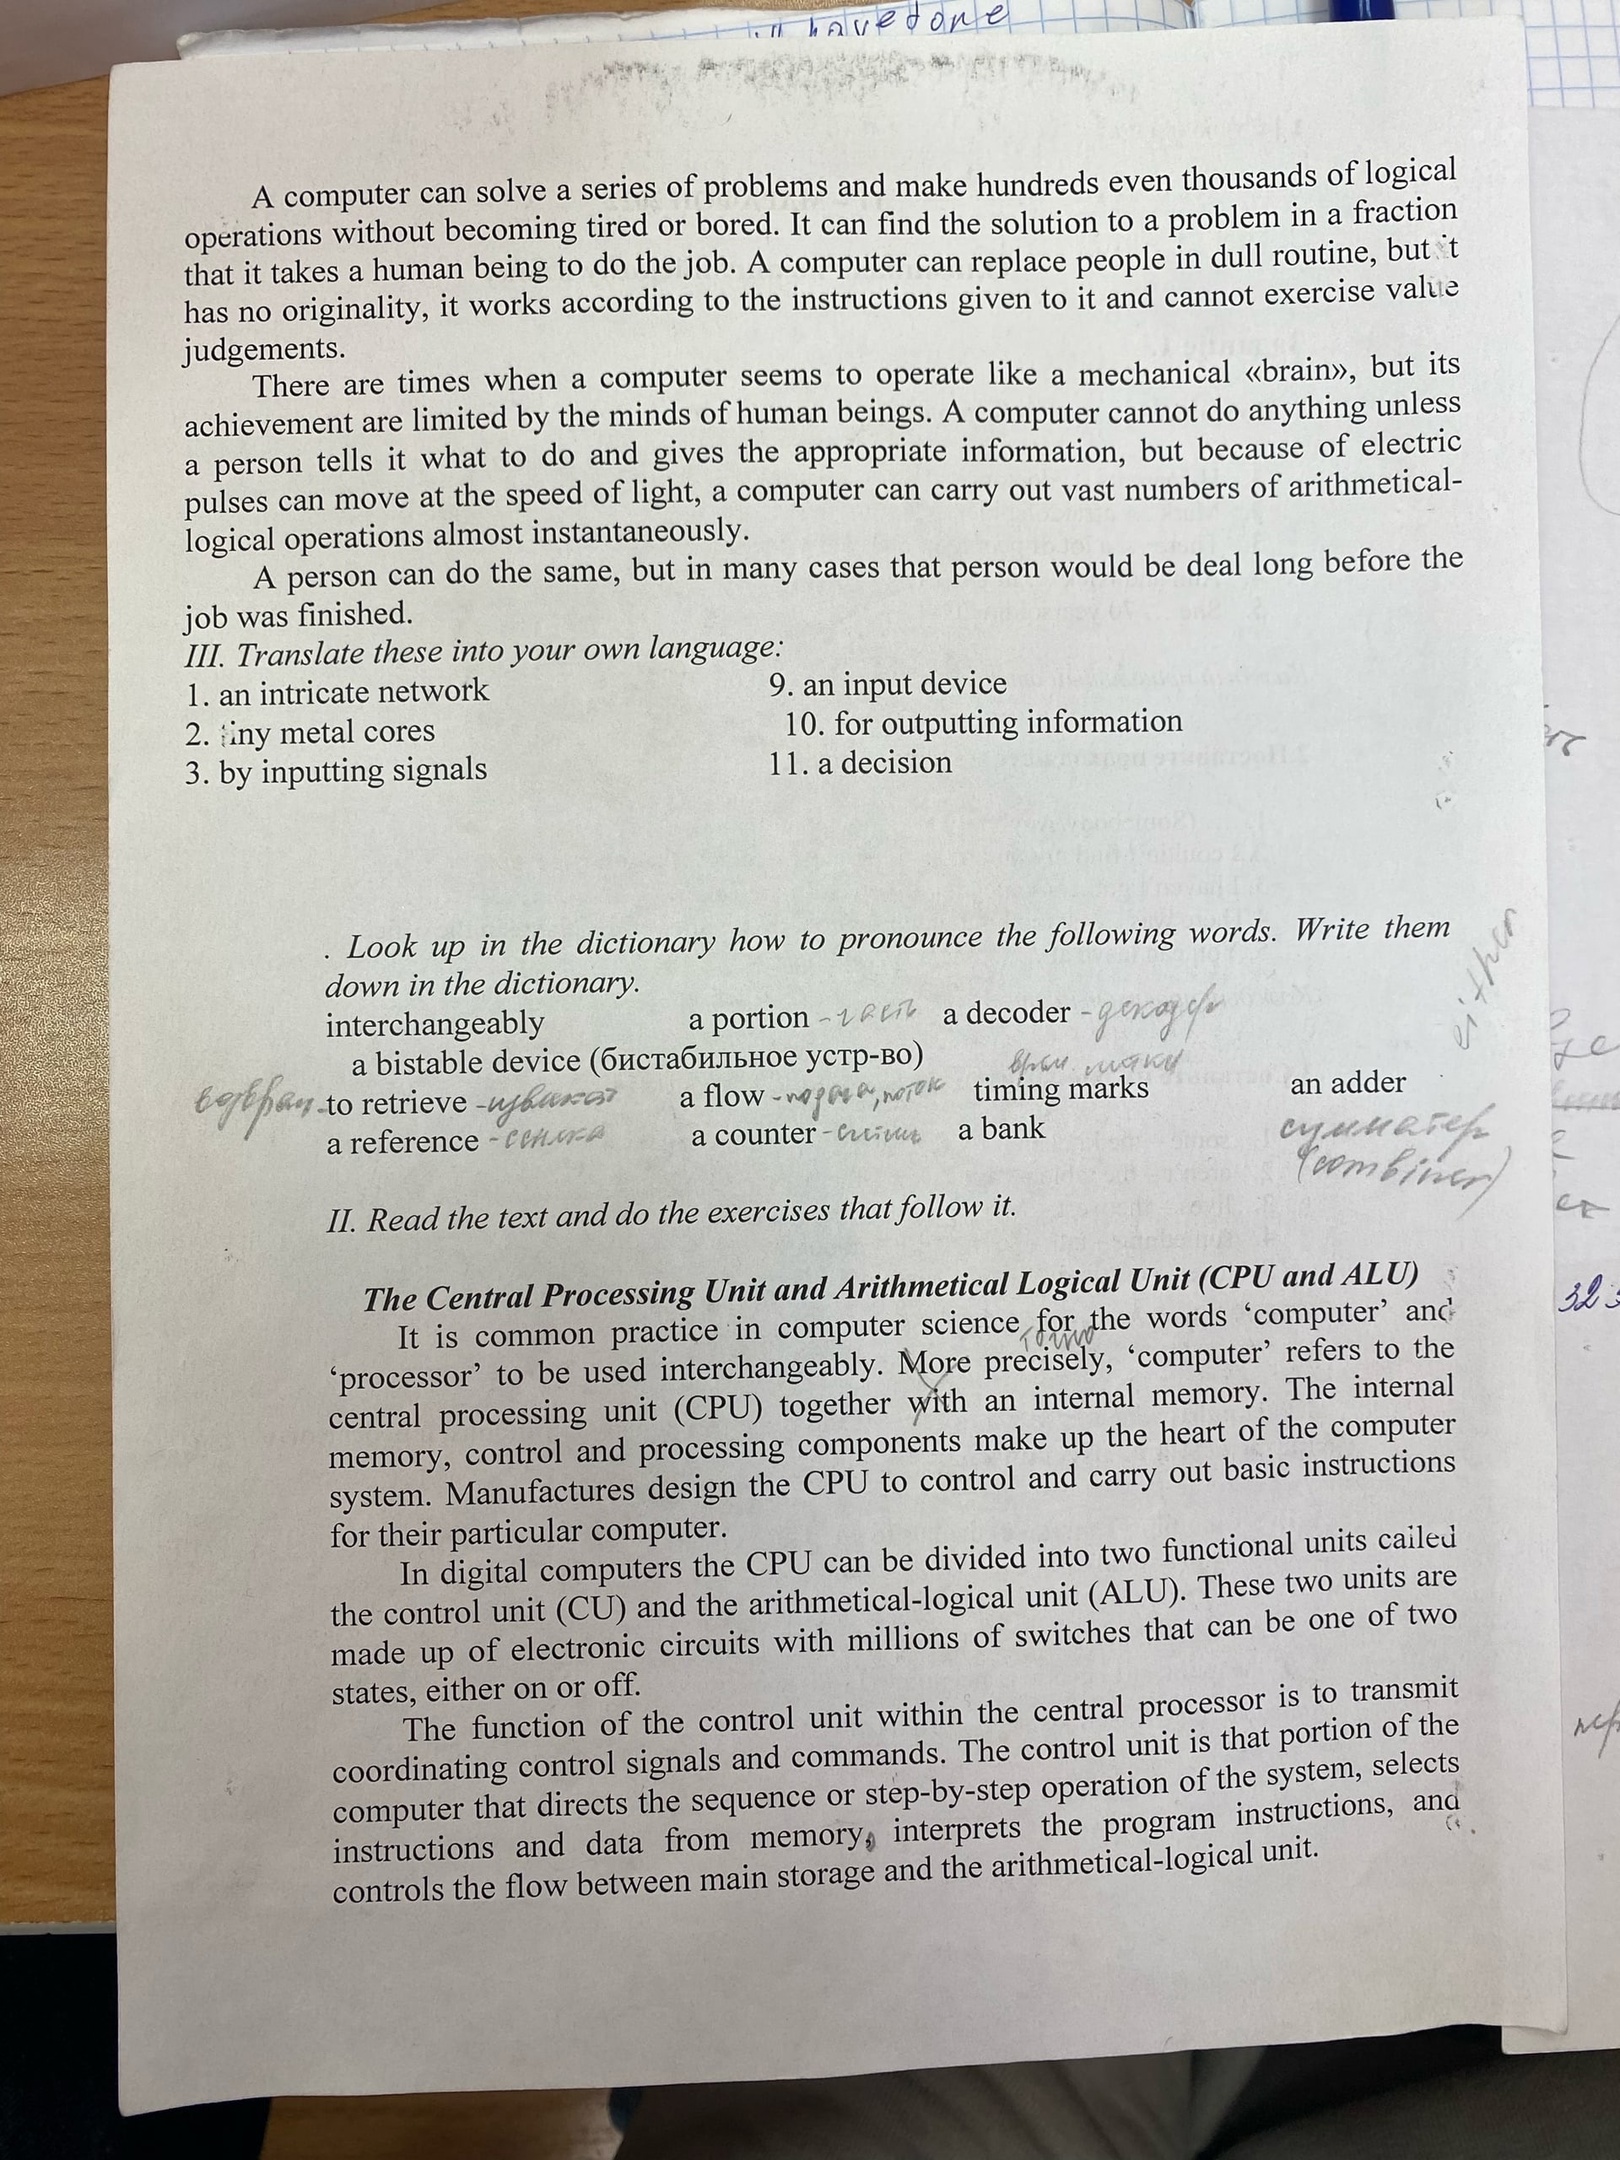 have done
A computer can solve a series of problems and make hundreds even thousands of logical
operations without becoming tired or bored. It can find the solution to a problem in a fraction
that it takes a human being to do the job. A computer can replace people in dull routine, but it
has no originality, it works according to the instructions given to it and cannot exercise value
judgements.
There are times when a computer seems to operate like a mechanical «brain», but its
achievement are limited by the minds of human beings. A computer cannot do anything unless
a person tells it what to do and gives the appropriate information, but because of electric
pulses can move at the speed of light, a computer can carry out vast numbers of arithmetical-
logical operations almost instantaneously.
A person can do the same, but in many cases that person would be deal long before the
job was finished.
III. Translate these into your own language:
1. an intricate network 9. an input device
2. tiny metal cores 10. for outputting information
3. by inputting signals 11. a decision
. Look up in the dictionary how to pronounce the following words. Write them
down in the dictionary.
either
interchangeably a portion - часть a decoder - декодер
a bistable device (бистабильное устр-во)
to retrieve a flow - подача, поток timing marks an adder
a reference - ссылка a counter a bank сумматер
(combiner)
II. Read the text and do the exercises that follow it.
The Central Processing Unit and Arithmetical Logical Unit (CPU and ALU)
It is common practice in computer science for the words ‘computer’ and
точно
‘processor’ to be used interchangeably. More precisely, ‘computer’ refers to the
central processing unit (CPU) together with an internal memory. The internal
memory, control and processing components make up the heart of the computer
system. Manufactures design the CPU to control and carry out basic instructions
for their particular computer.
In digital computers the CPU can be divided into two functional units called
the control unit (CU) and the arithmetical-logical unit (ALU). These two units are
made up of electronic circuits with millions of switches that can be one of two
states, either on or off.
The function of the control unit within the central processor is to transmit
coordinating control signals and commands. The control unit is that portion of the
computer that directs the sequence or step-by-step operation of the system, selects
instructions and data from memory, interprets the program instructions, and
controls the flow between main storage and the arithmetical-logical unit.